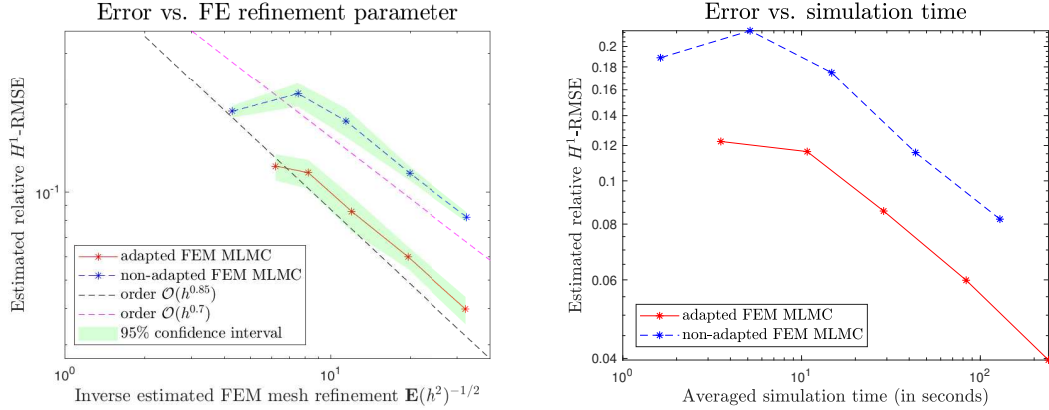 Error vs. FE refinement parameter
Estimated relative $H^1$-RMSE
$10^{-1}$
adapted FEM MLMC
non-adapted FEM MLMC
order $\mathcal{O}(h^{0.85})$
order $\mathcal{O}(h^{0.7})$
95% confidence interval
$10^0$
$10^1$
Inverse estimated FEM mesh refinement $\mathbf{E}(h^2)^{-1/2}$
Error vs. simulation time
Estimated relative $H^1$-RMSE
0.2
0.18
0.16
0.14
0.12
0.1
0.08
0.06
0.04
adapted FEM MLMC
non-adapted FEM MLMC
$10^0$
$10^1$
$10^2$
Averaged simulation time (in seconds)